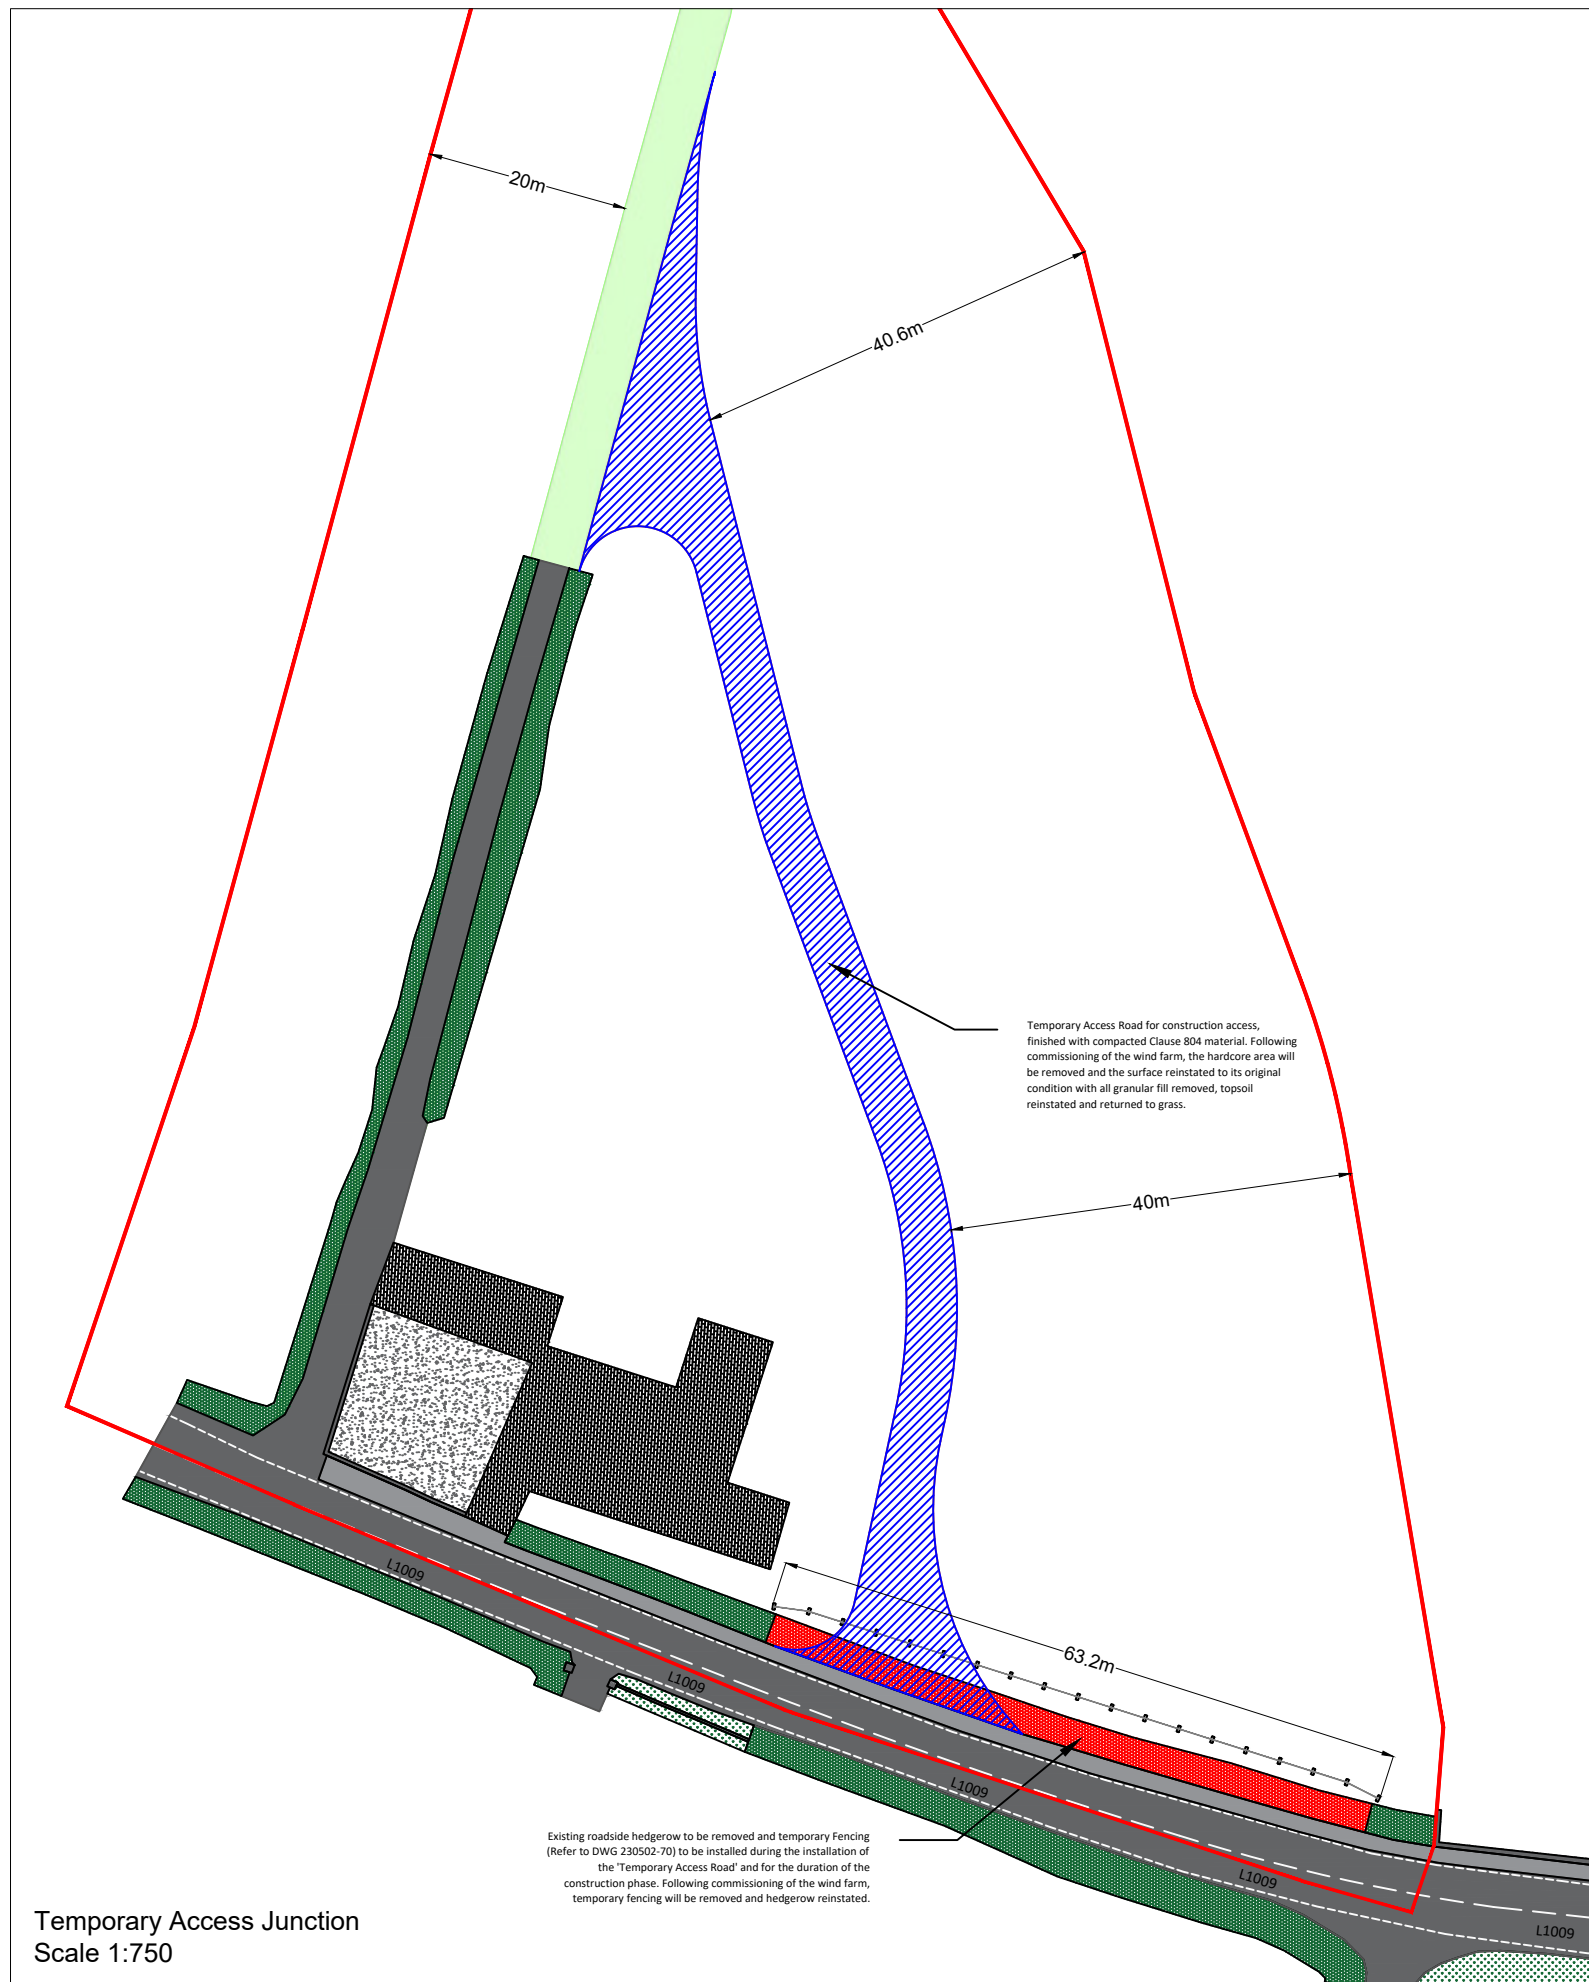 20m
40.6m
Temporary Access Road for construction access,
finished with compacted Clause 804 material. Following
commissioning of the wind farm, the hardcore area will
be removed and the surface reinstated to its original
condition with all granular fill removed, topsoil
reinstated and returned to grass.
40m
L1009
63.2m
L1009
L1009
Existing roadside hedgerow to be removed and temporary Fencing
(Refer to DWG 230502-70) to be installed during the installation of
the 'Temporary Access Road' and for the duration of the
construction phase. Following commissioning of the wind farm,
temporary fencing will be removed and hedgerow reinstated.
L1009
L1009
Temporary Access Junction
Scale 1:750